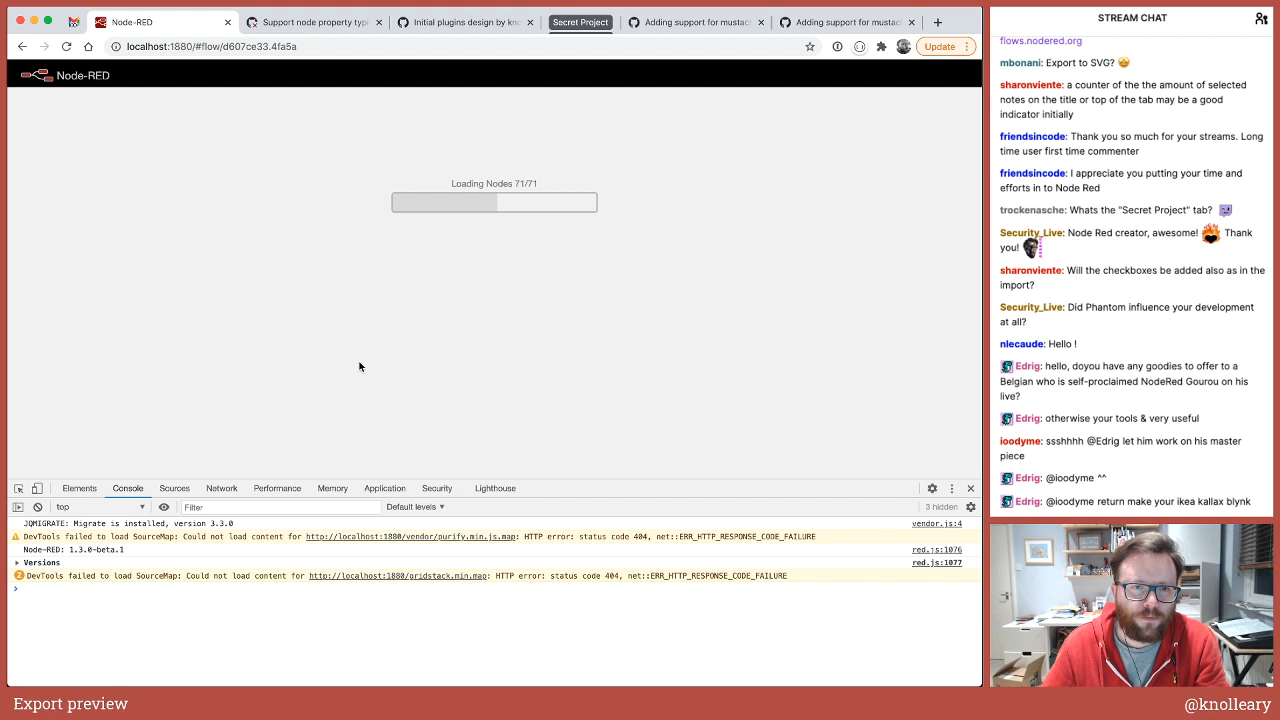 Node-RED
Support node property typ
Initial plugins design by kno
Secret Project
Adding support for mustac
Adding support for mustac
localhost:1880/#flow/d607ce33.4fa5a
Update
Node-RED
Loading Nodes 71/71
Elements Console Sources Network Performance Memory Application Security Lighthouse
top Filter Default levels 3 hidden
JQMIGRATE: Migrate is installed, version 3.3.0 vendor.js:4
DevTools failed to load SourceMap: Could not load content for http://localhost:1880/vendor/purify.min.js.map: HTTP error: status code 404, net::ERR_HTTP_RESPONSE_CODE_FAILURE
Node-RED: 1.3.0-beta.1 red.js:1076
Versions red.js:1077
2 DevTools failed to load SourceMap: Could not load content for http://localhost:1880/gridstack.min.map: HTTP error: status code 404, net::ERR_HTTP_RESPONSE_CODE_FAILURE
STREAM CHAT
flows.nodered.org
mbonani: Export to SVG?
sharonviente: a counter of the the amount of selected
notes on the title or top of the tab may be a good
indicator initially
friendsincode: Thank you so much for your streams. Long
time user first time commenter
friendsincode: I appreciate you putting your time and
efforts in to Node Red
trockenasche: Whats the "Secret Project" tab?
Security_Live: Node Red creator, awesome! Thank
you!
sharonviente: Will the checkboxes be added also as in the
import?
Security_Live: Did Phantom influence your development
at all?
nlecaude: Hello !
Edrig: hello, doyou have any goodies to offer to a
Belgian who is self-proclaimed NodeRed Gourou on his
live?
Edrig: otherwise your tools & very useful
ioodyme: ssshhhh @Edrig let him work on his master
piece
Edrig: @ioodyme ^^
Edrig: @ioodyme return make your ikea kallax blynk
Export preview
@knolleary